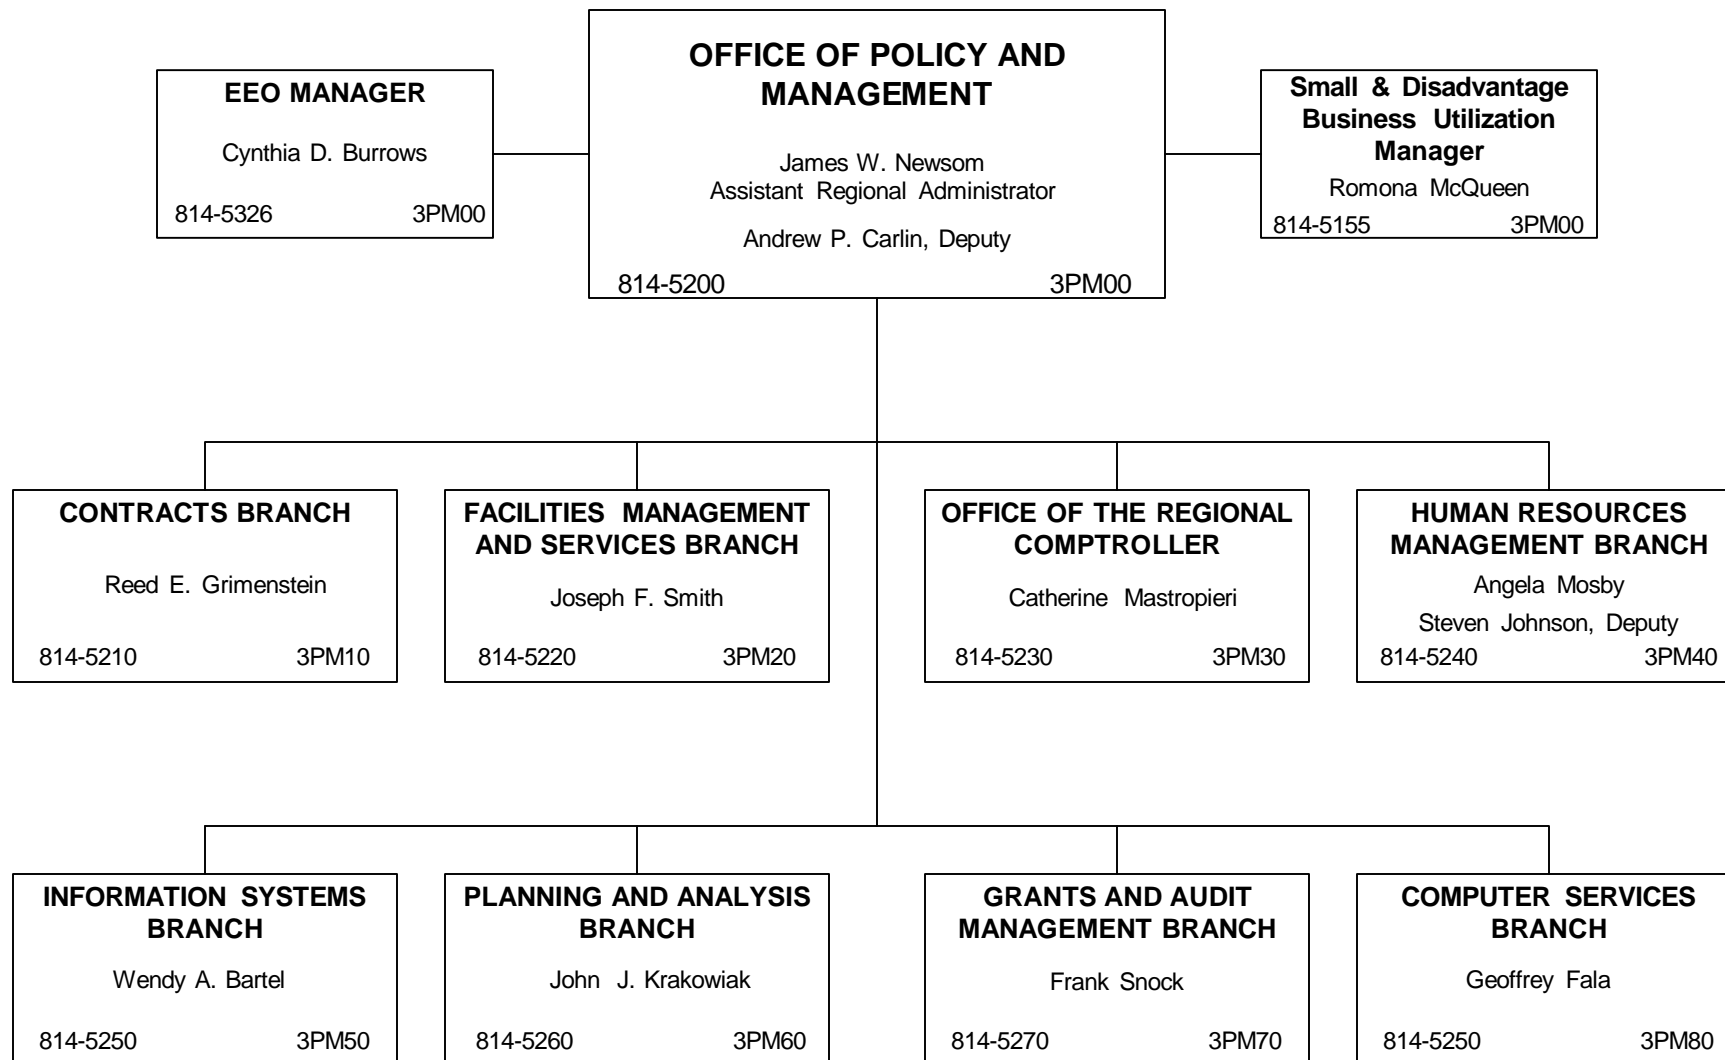 OFFICE OF POLICY AND
MANAGEMENT
James W. Newsom
Assistant Regional Administrator
Andrew P. Carlin, Deputy
814-5200 3PM00
EEO MANAGER
Cynthia D. Burrows
814-5326 3PM00
Small & Disadvantage
Business Utilization
Manager
Romona McQueen
814-5155 3PM00
CONTRACTS BRANCH
Reed E. Grimenstein
814-5210 3PM10
FACILITIES MANAGEMENT
AND SERVICES BRANCH
Joseph F. Smith
814-5220 3PM20
OFFICE OF THE REGIONAL
COMPTROLLER
Catherine Mastropieri
814-5230 3PM30
HUMAN RESOURCES
MANAGEMENT BRANCH
Angela Mosby
Steven Johnson, Deputy
814-5240 3PM40
INFORMATION SYSTEMS
BRANCH
Wendy A. Bartel
814-5250 3PM50
PLANNING AND ANALYSIS
BRANCH
John J. Krakowiak
814-5260 3PM60
GRANTS AND AUDIT
MANAGEMENT BRANCH
Frank Snock
814-5270 3PM70
COMPUTER SERVICES
BRANCH
Geoffrey Fala
814-5250 3PM80